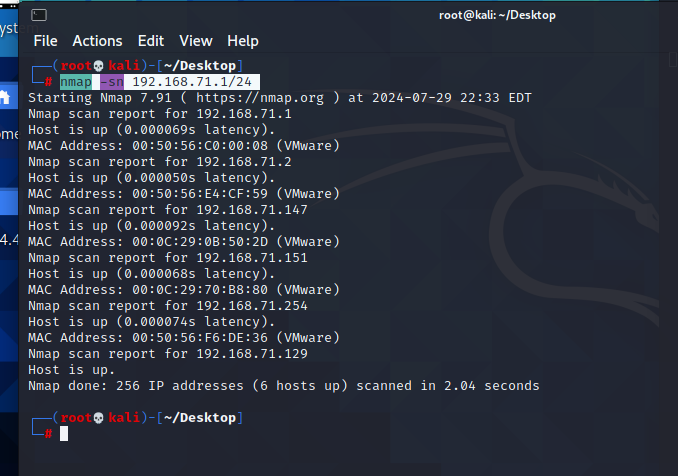 root@kali: ~/Desktop
File Actions Edit View Help
(root💀kali)-[~/Desktop]
# nmap -sn 192.168.71.1/24
Starting Nmap 7.91 ( https://nmap.org ) at 2024-07-29 22:33 EDT
Nmap scan report for 192.168.71.1
Host is up (0.000069s latency).
MAC Address: 00:50:56:C0:00:08 (VMware)
Nmap scan report for 192.168.71.2
Host is up (0.000050s latency).
MAC Address: 00:50:56:E4:CF:59 (VMware)
Nmap scan report for 192.168.71.147
Host is up (0.000092s latency).
MAC Address: 00:0C:29:0B:50:2D (VMware)
Nmap scan report for 192.168.71.151
Host is up (0.000068s latency).
MAC Address: 00:0C:29:70:B8:80 (VMware)
Nmap scan report for 192.168.71.254
Host is up (0.000074s latency).
MAC Address: 00:50:56:F6:DE:36 (VMware)
Nmap scan report for 192.168.71.129
Host is up.
Nmap done: 256 IP addresses (6 hosts up) scanned in 2.04 seconds
(root💀kali)-[~/Desktop]
#